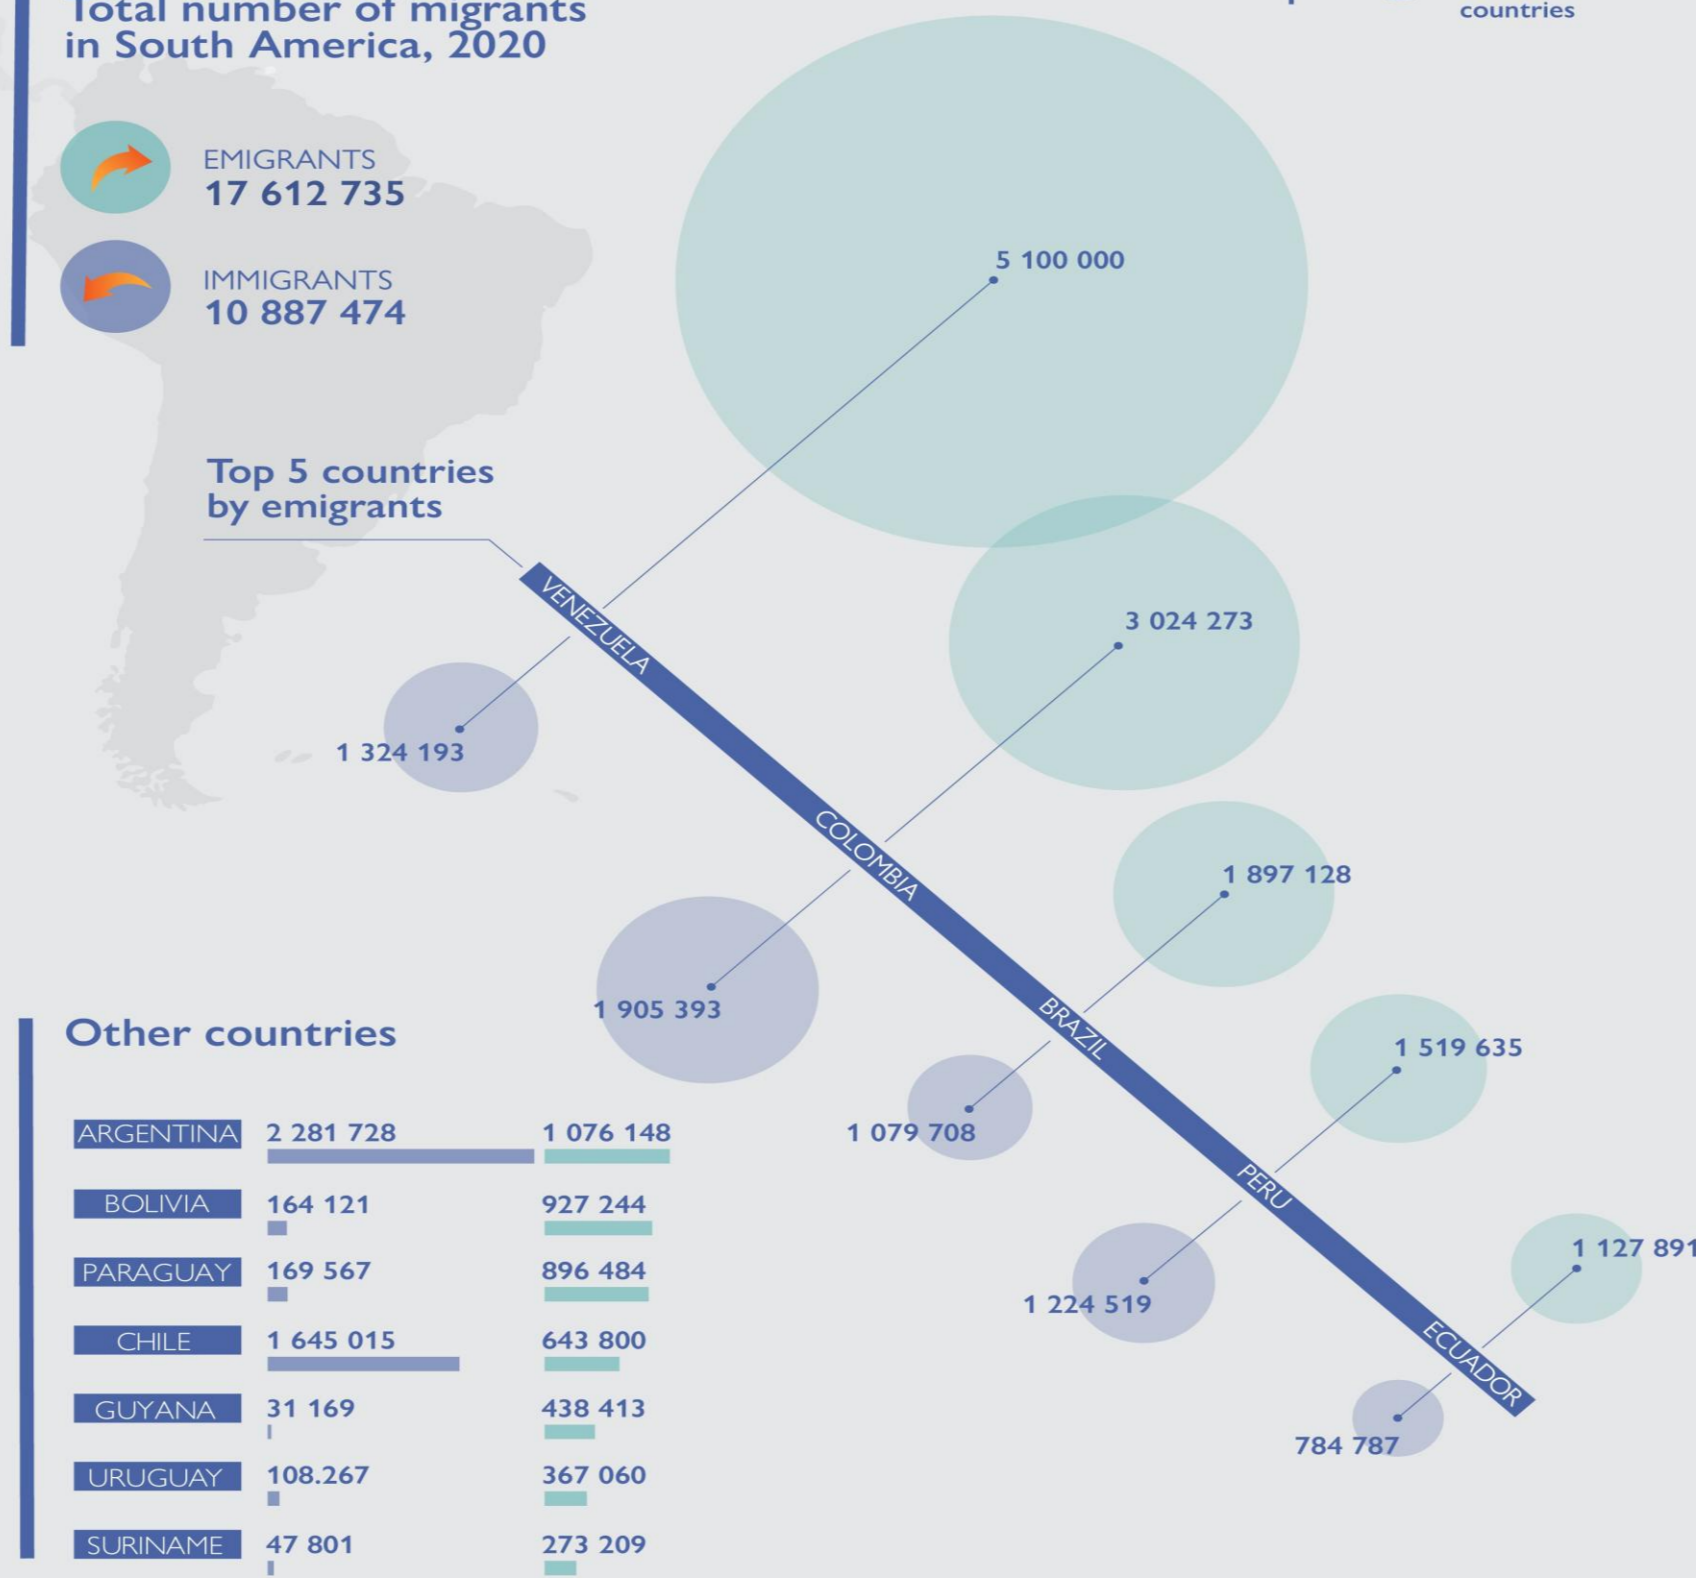 Total number of migrants
in South America, 2020
countries
EMIGRANTS
17 612 735
IMMIGRANTS
10 887 474
5 100 000
Top 5 countries
by emigrants
VENEZUELA
3 024 273
1 324 193
COLOMBIA
1 897 128
1 905 393
BRAZIL
1 519 635
1 079 708
PERU
1 127 891
1 224 519
ECUADOR
784 787
Other countries
ARGENTINA 2 281 728 1 076 148
BOLIVIA 164 121 927 244
PARAGUAY 169 567 896 484
CHILE 1 645 015 643 800
GUYANA 31 169 438 413
URUGUAY 108.267 367 060
SURINAME 47 801 273 209